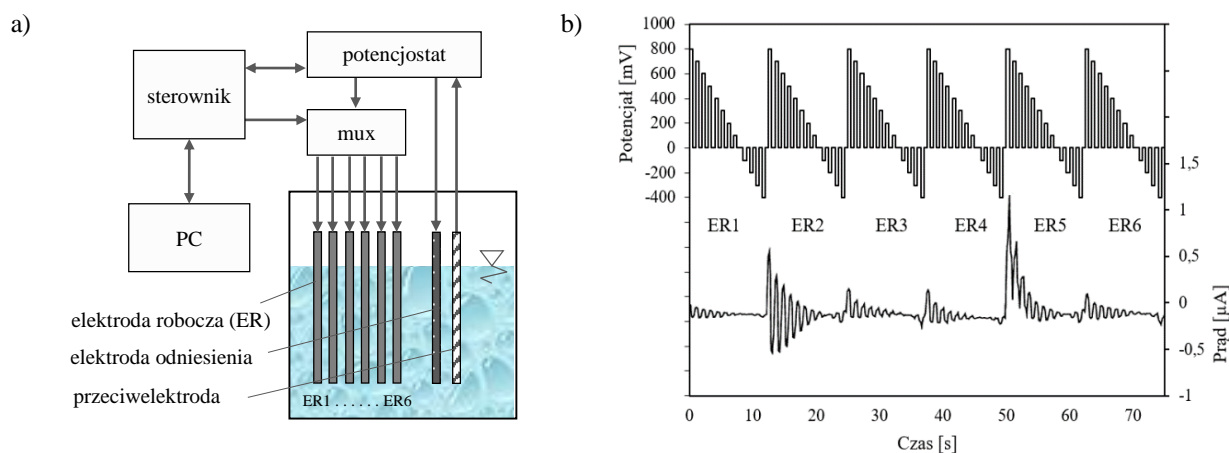 a)
potencjostat
sterownik
mux
PC
elektroda robocza (ER)
elektroda odniesienia
przeciwelektroda
ER1 . . . . . . ER6
b)
1000
800
600
400
200
0
-200
-400
Potencjał [mV]
1,5
1
0,5
0
-0,5
-1
Prąd [µA]
ER1 ER2 ER3 ER4 ER5 ER6
0 10 20 30 40 50 60 70
Czas [s]